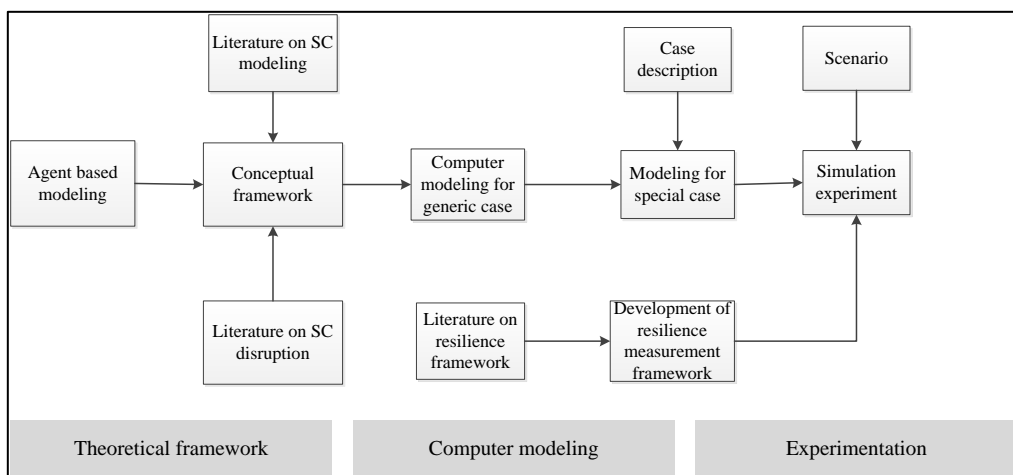 Literature on SC
modeling
Case
description
Scenario
Agent based
modeling
Conceptual
framework
Computer
modeling for
generic case
Modeling for
special case
Simulation
experiment
Literature on SC
disruption
Literature on
resilience
framework
Development of
resilience
measurement
framework
Theoretical framework
Computer modeling
Experimentation